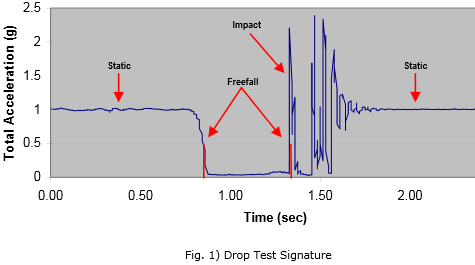 2.5
2
1.5
1
0.5
0
Total Acceleration (g)
Static
Freefall
Impact
Static
0.00 0.50 1.00 1.50 2.00
Time (sec)
Fig. 1) Drop Test Signature